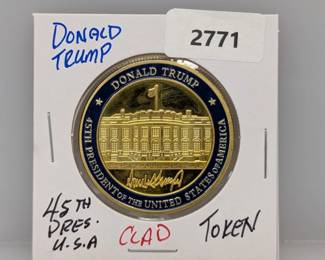 DONALD
TRUMP
2771
★ DONALD TRUMP ★
45TH PRESIDENT OF THE UNITED STATES OF AMERICA
45TH
PRES.
U.S.A
CLAD
TOKEN